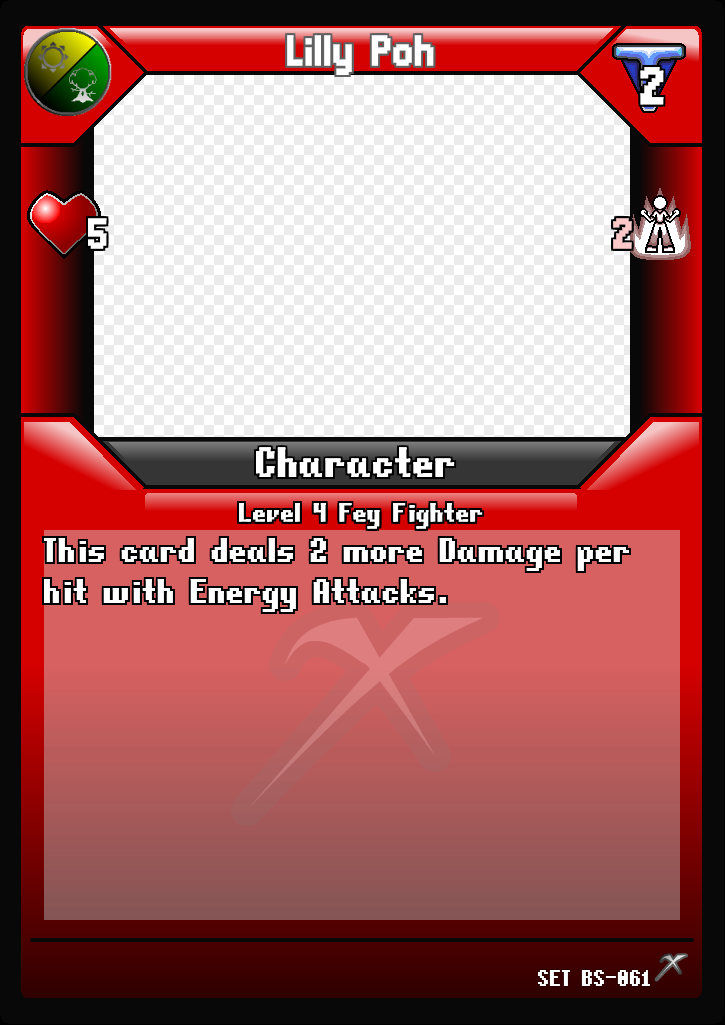 Lilly Poh
2
5
2
Character
Level 4 Fey Fighter
This card deals 2 more Damage per
hit with Energy Attacks.
SET BS-061